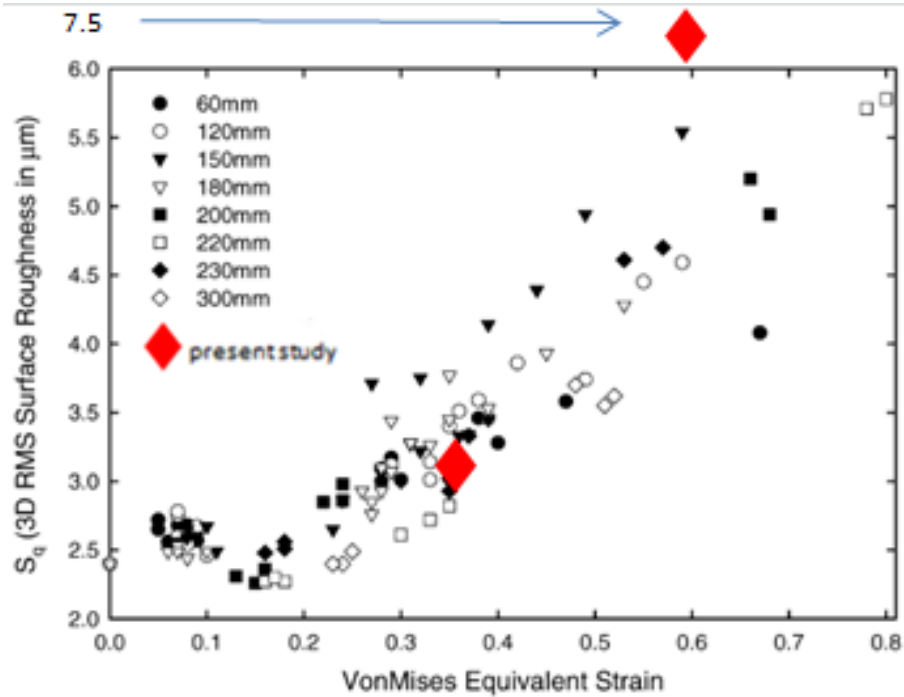 7.5
6.0
5.5
5.0
4.5
4.0
3.5
3.0
2.5
2.0
60mm
120mm
150mm
180mm
200mm
220mm
230mm
300mm
present study
Sq (3D RMS Surface Roughness in μm)
0.0 0.1 0.2 0.3 0.4 0.5 0.6 0.7 0.8
VonMises Equivalent Strain